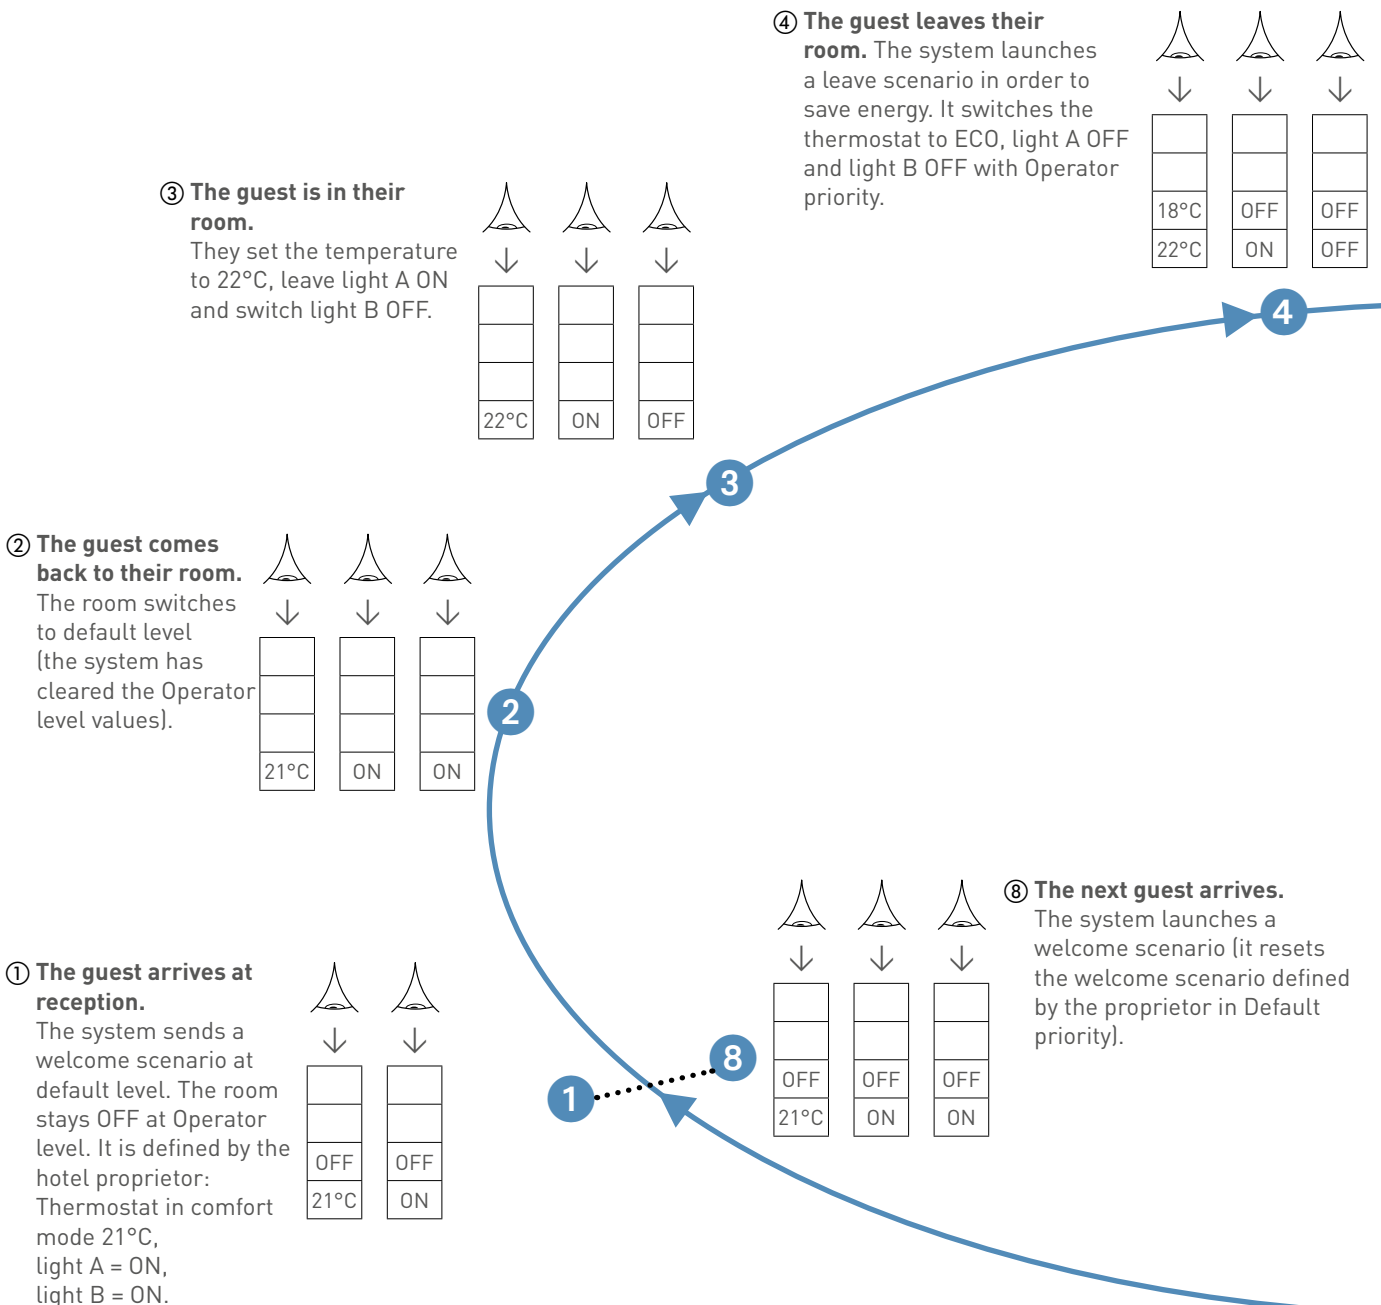 ④ The guest leaves their
room. The system launches
a leave scenario in order to
save energy. It switches the
thermostat to ECO, light A OFF
and light B OFF with Operator
priority.
18°C OFF OFF
22°C ON OFF
③ The guest is in their
room.
They set the temperature
to 22°C, leave light A ON
and switch light B OFF.
22°C ON OFF
4
3
② The guest comes
back to their room.
The room switches
to default level
(the system has
cleared the Operator
level values).
21°C ON ON
2
⑧ The next guest arrives.
The system launches a
welcome scenario (it resets
the welcome scenario defined
by the proprietor in Default
priority).
OFF OFF OFF
21°C ON ON
8
1
① The guest arrives at
reception.
The system sends a
welcome scenario at
default level. The room
stays OFF at Operator
level. It is defined by the
hotel proprietor:
Thermostat in comfort
mode 21°C,
light A = ON,
light B = ON.
OFF OFF
21°C ON